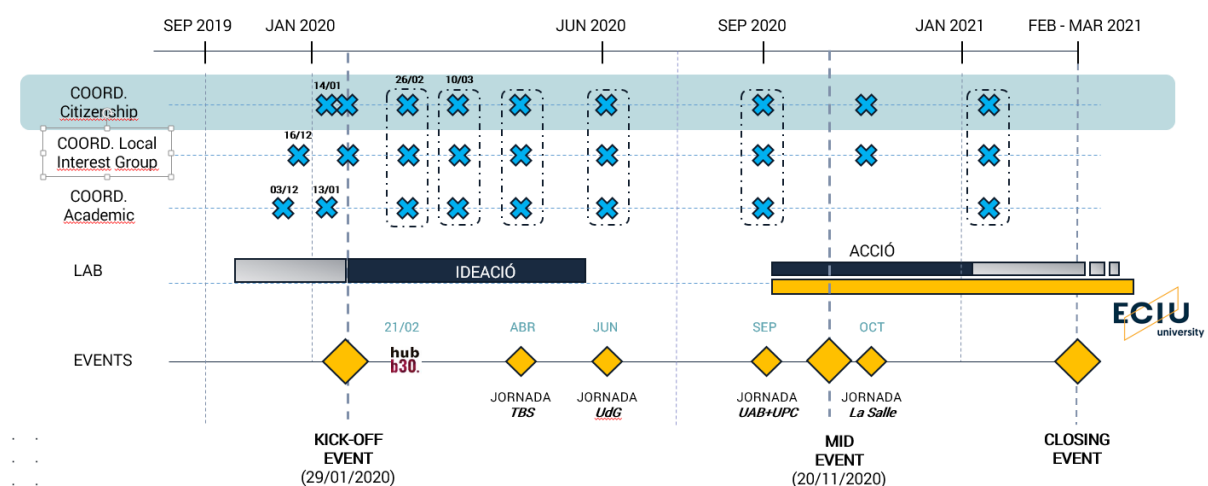 SEP 2019
JAN 2020
JUN 2020
SEP 2020
JAN 2021
FEB - MAR 2021
COORD.
Citizenship
14/01
26/02
10/03
COORD. Local
Interest Group
16/12
COORD.
Academic
03/12
13/01
LAB
IDEACIÓ
ACCIÓ
ECIU
university
EVENTS
21/02
ABR
JUN
SEP
OCT
hub
b30.
JORNADA
TBS
JORNADA
UdG
JORNADA
UAB+UPC
JORNADA
La Salle
KICK-OFF
EVENT
(29/01/2020)
MID
EVENT
(20/11/2020)
CLOSING
EVENT